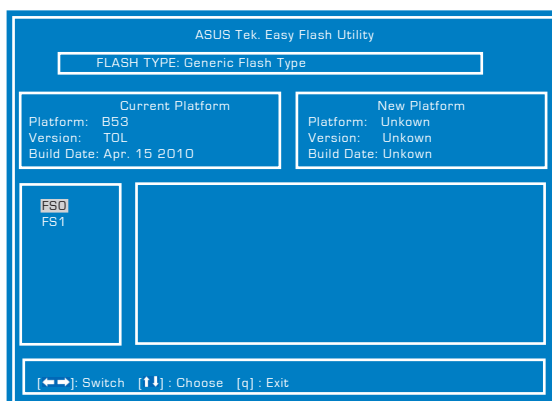 ASUS Tek. Easy Flash Utility
FLASH TYPE: Generic Flash Type
Current Platform
Platform: B53
Version: TOL
Build Date: Apr. 15 2010
New Platform
Platform: Unkown
Version: Unkown
Build Date: Unkown
FS0
FS1
[←→]: Switch [↑↓] : Choose [q] : Exit